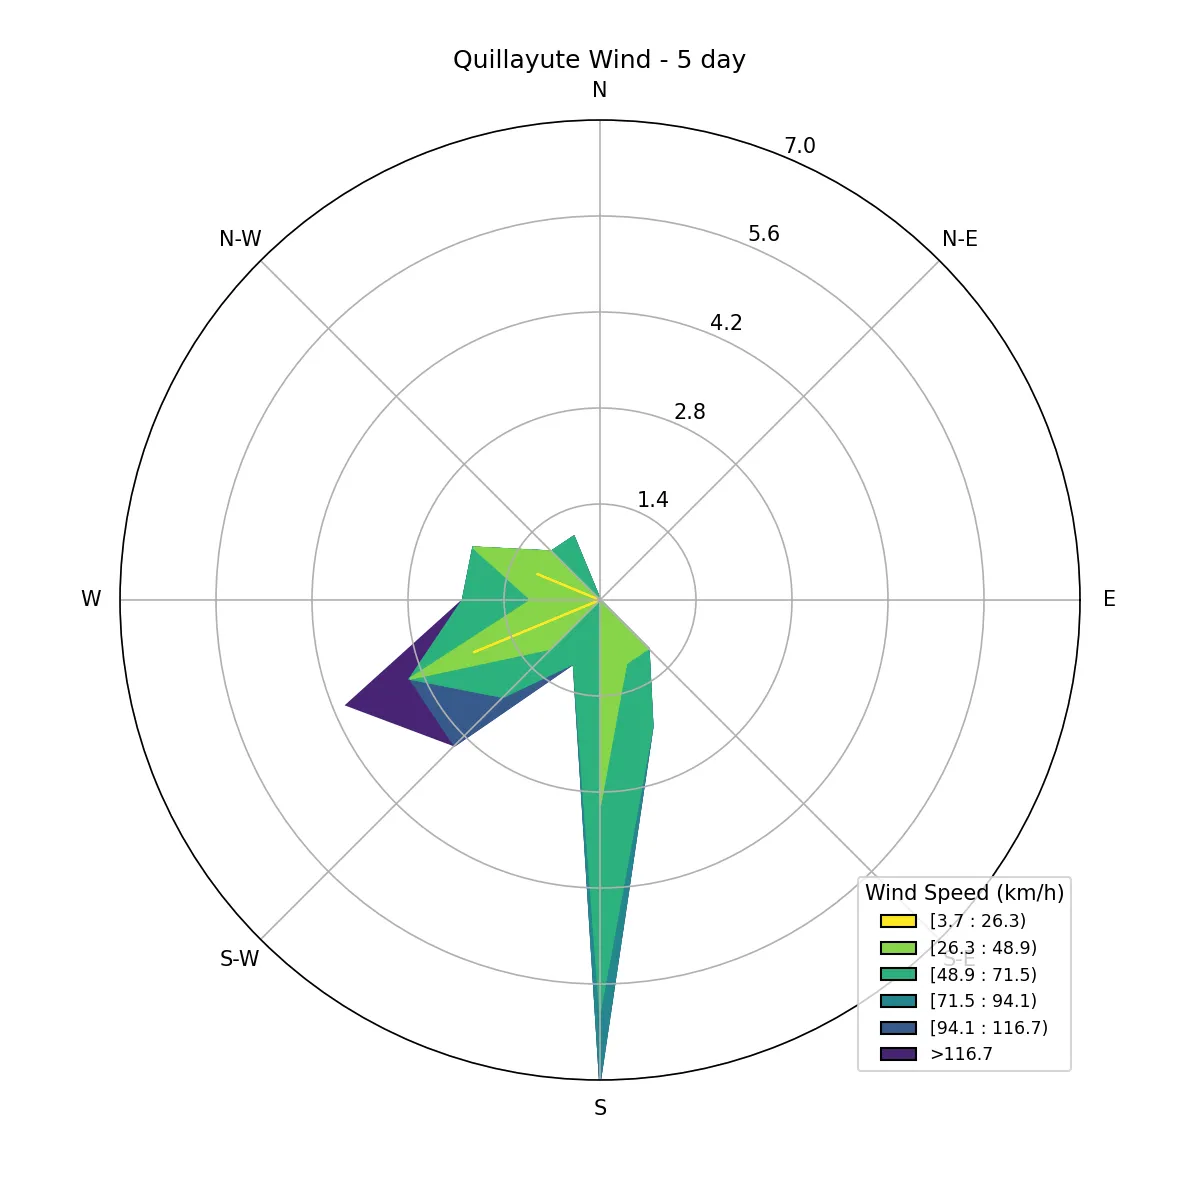 Quillayute Wind - 5 day
N
7.0
N-W
5.6
N-E
4.2
2.8
1.4
W
E
S-W
S-E
Wind Speed (km/h)
[3.7 : 26.3)
[26.3 : 48.9)
[48.9 : 71.5)
[71.5 : 94.1)
[94.1 : 116.7)
>116.7
S